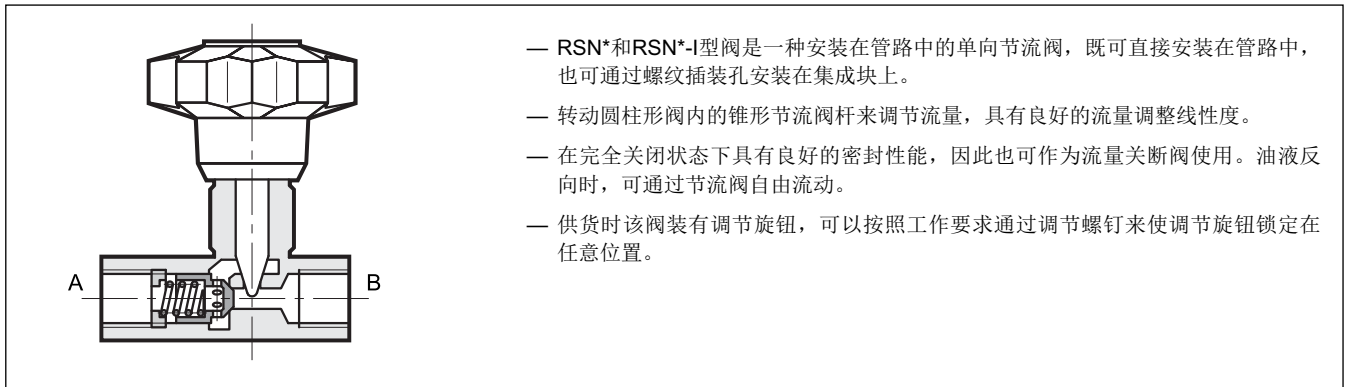 — RSN*和RSN*-I型阀是一种安装在管路中的单向节流阀，既可直接安装在管路中，
也可通过螺纹插装孔安装在集成块上。
— 转动圆柱形阀内的锥形节流阀杆来调节流量，具有良好的流量调整线性度。
— 在完全关闭状态下具有良好的密封性能，因此也可作为流量关断阀使用。油液反
向时，可通过节流阀自由流动。
— 供货时该阀装有调节旋钮，可以按照工作要求通过调节螺钉来使调节旋钮锁定在
任意位置。
A
B